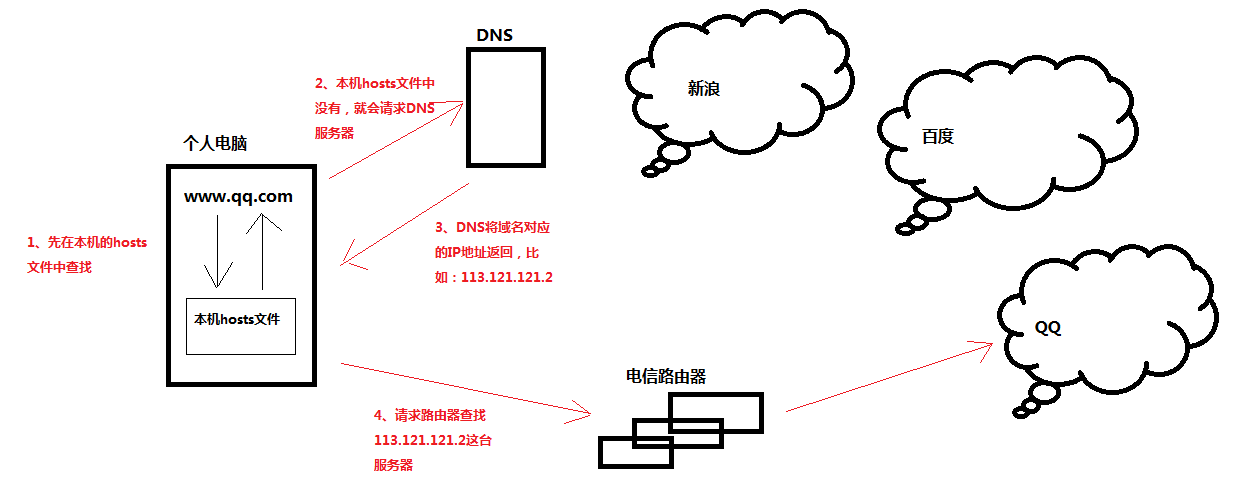 DNS
新浪
2、本机hosts文件中
没有，就会请求DNS
服务器
百度
个人电脑
www.qq.com
1、先在本机的hosts
文件中查找
3、DNS将域名对应
的IP地址返回，比
如：113.121.121.2
本机hosts文件
QQ
电信路由器
4、请求路由器查找
113.121.121.2这台
服务器